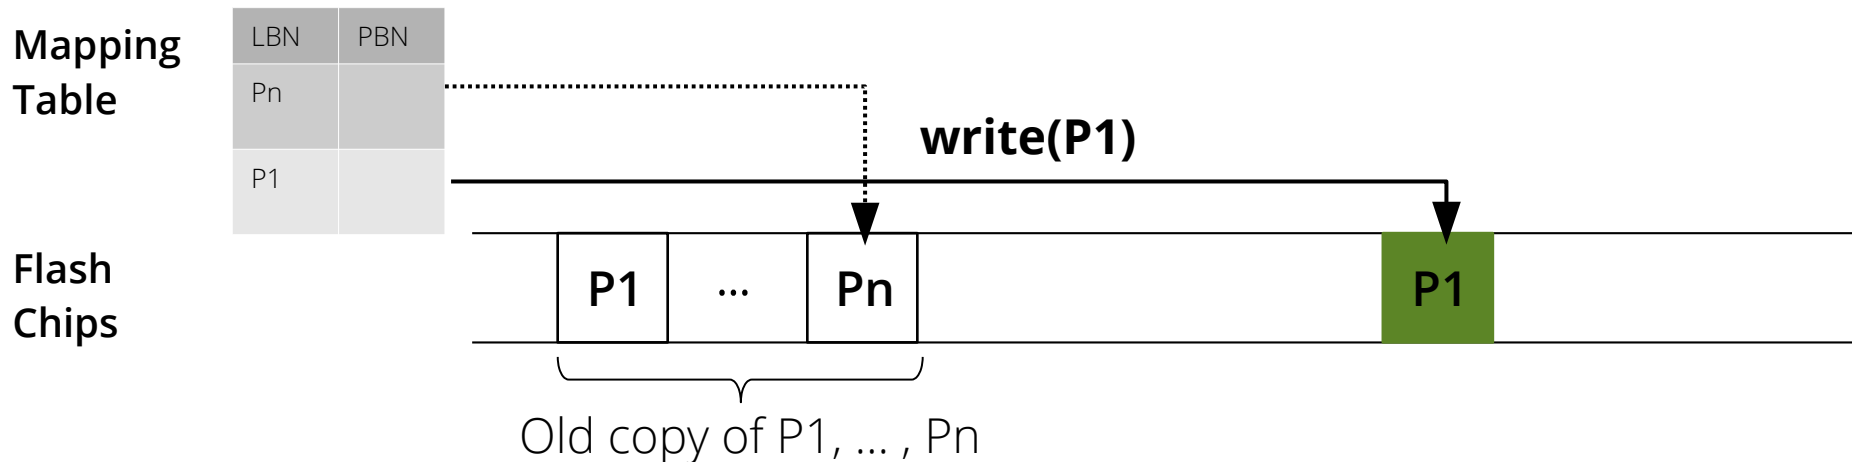 Mapping
Table
LBN PBN
Pn
P1
write(P1)
Flash
Chips
P1 ... Pn P1
Old copy of P1, ... , Pn